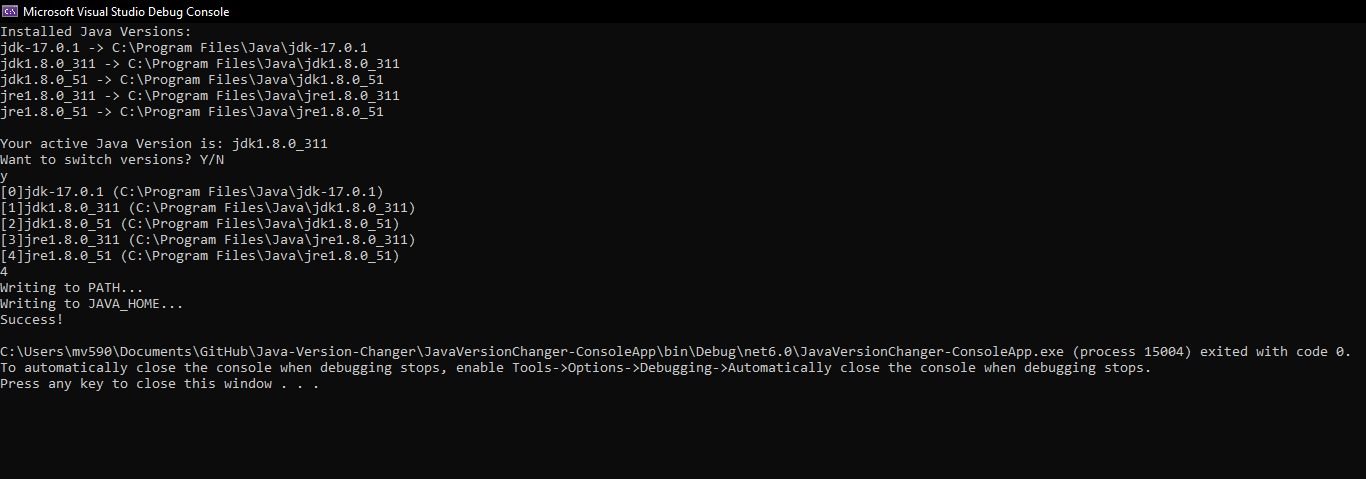 Microsoft Visual Studio Debug Console
Installed Java Versions:
jdk-17.0.1 -> C:\Program Files\Java\jdk-17.0.1
jdk1.8.0_311 -> C:\Program Files\Java\jdk1.8.0_311
jdk1.8.0_51 -> C:\Program Files\Java\jdk1.8.0_51
jre1.8.0_311 -> C:\Program Files\Java\jre1.8.0_311
jre1.8.0_51 -> C:\Program Files\Java\jre1.8.0_51
Your active Java Version is: jdk1.8.0_311
Want to switch versions? Y/N
y
[0]jdk-17.0.1 (C:\Program Files\Java\jdk-17.0.1)
[1]jdk1.8.0_311 (C:\Program Files\Java\jdk1.8.0_311)
[2]jdk1.8.0_51 (C:\Program Files\Java\jdk1.8.0_51)
[3]jre1.8.0_311 (C:\Program Files\Java\jre1.8.0_311)
[4]jre1.8.0_51 (C:\Program Files\Java\jre1.8.0_51)
4
Writing to PATH...
Writing to JAVA_HOME...
Success!
C:\Users\mv590\Documents\GitHub\Java-Version-Changer\JavaVersionChanger-ConsoleApp\bin\Debug\net6.0\JavaVersionChanger-ConsoleApp.exe (process 15004) exited with code 0.
To automatically close the console when debugging stops, enable Tools->Options->Debugging->Automatically close the console when debugging stops.
Press any key to close this window . . .